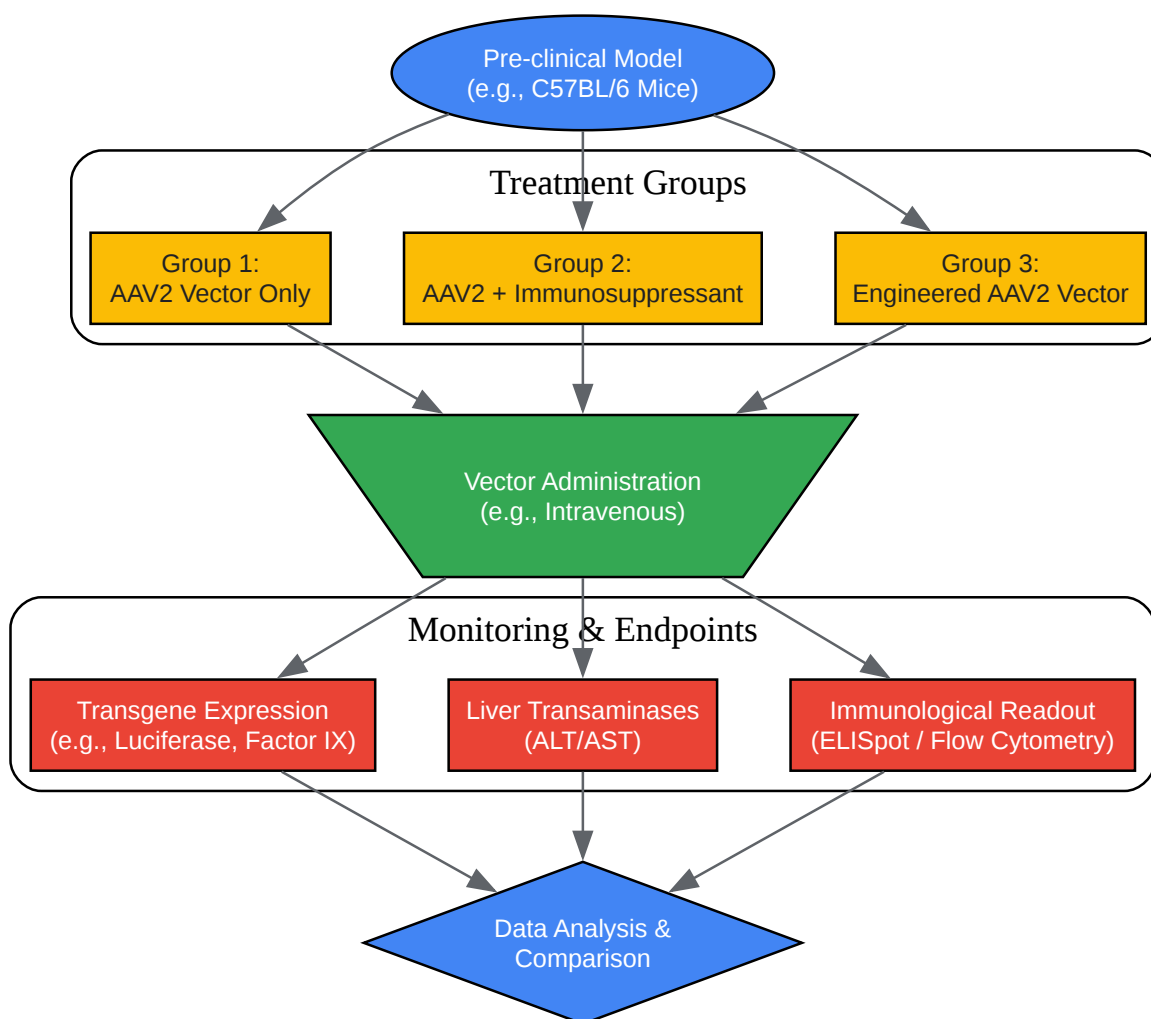 Pre-clinical Model
(e.g., C57BL/6 Mice)
Treatment Groups
Group 1:
AAV2 Vector Only
Group 2:
AAV2 + Immunosuppressant
Group 3:
Engineered AAV2 Vector
Vector Administration
(e.g., Intravenous)
Monitoring & Endpoints
Transgene Expression
(e.g., Luciferase, Factor IX)
Liver Transaminases
(ALT/AST)
Immunological Readout
(ELISpot / Flow Cytometry)
Data Analysis &
Comparison